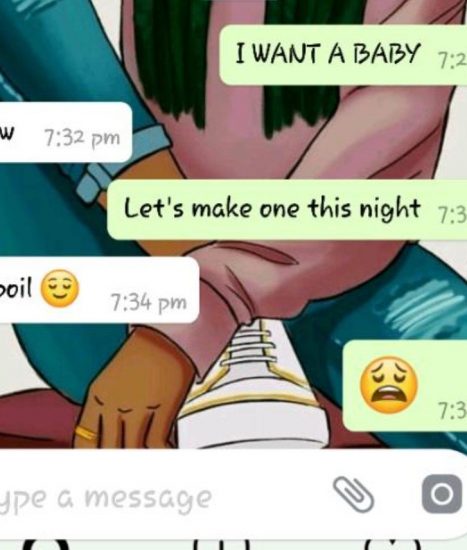 I WANT A BABY 7:2
w 7:32 pm
Let's make one this night 7:3
oil 😌 7:34 pm
😩 7:3
ype a message